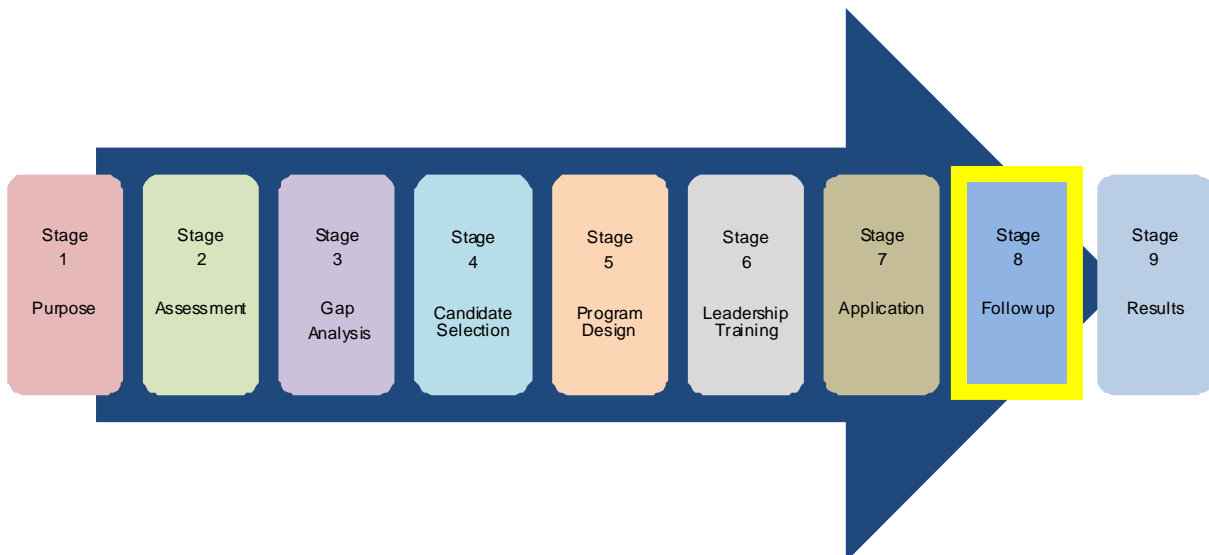 Stage
1
Purpose
Stage
2
Assessment
Stage
3
Gap
Analysis
Stage
4
Candidate
Selection
Stage
5
Program
Design
Stage
6
Leadership
Training
Stage
7
Application
Stage
8
Follow up
Stage
9
Results